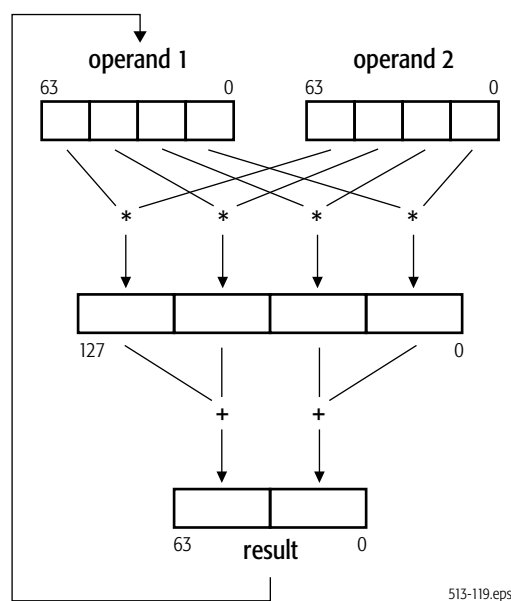 operand 1 operand 2
63 0 63 0
* * * *
127 0
+ +
63 result 0
513-119.eps